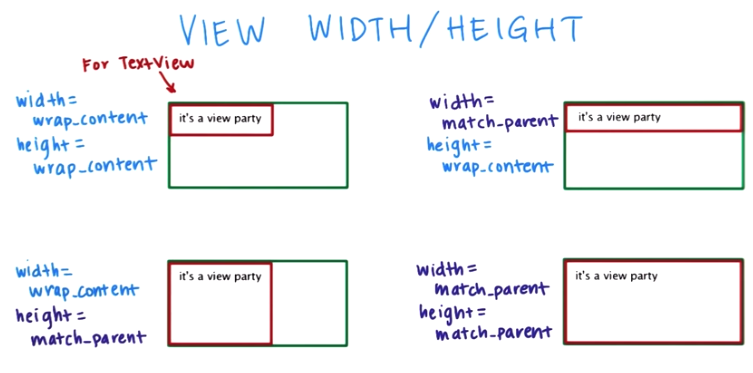 VIEW WIDTH/HEIGHT
For TextView
width=
wrap_content
height=
wrap_content
it's a view party
width=
match_parent
height=
wrap_content
it's a view party
width=
wrap_content
height=
match_parent
it's a view party
width=
match_parent
height=
match_parent
it's a view party